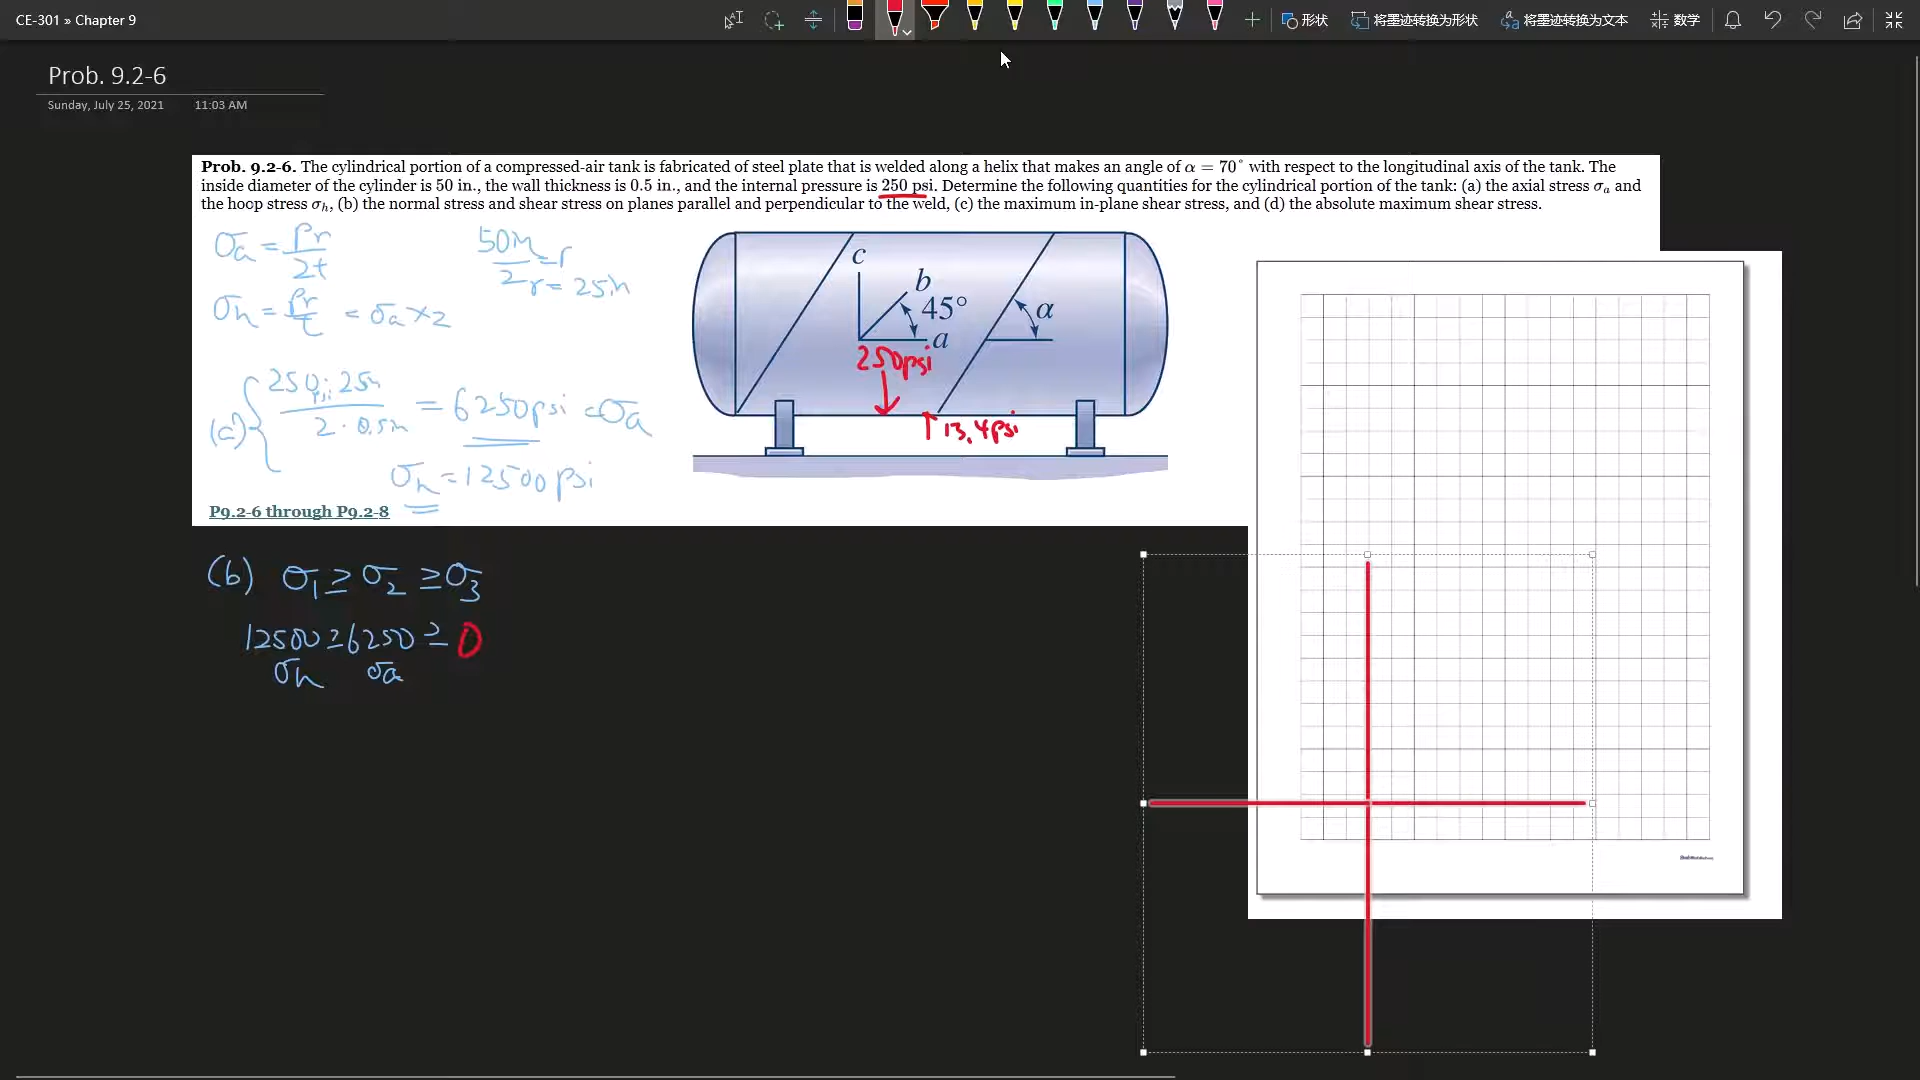 CE-301 » Chapter 9
形状
将墨迹转换为形状
将墨迹转换为文本
数学
Prob. 9.2-6
Sunday, July 25, 2021 11:03 AM
Prob. 9.2-6. The cylindrical portion of a compressed-air tank is fabricated of steel plate that is welded along a helix that makes an angle of α = 70° with respect to the longitudinal axis of the tank. The
inside diameter of the cylinder is 50 in., the wall thickness is 0.5 in., and the internal pressure is 250 psi. Determine the following quantities for the cylindrical portion of the tank: (a) the axial stress σa and
the hoop stress σh, (b) the normal stress and shear stress on planes parallel and perpendicular to the weld, (c) the maximum in-plane shear stress, and (d) the absolute maximum shear stress.
σa = Pr/2t
50in/2 = r
r = 25in
σh = Pr/t = σa × 2
c
b
45°
a
α
250psi
13.4psi
(a) 250psi · 25in / 2 · 0.5in = 6250psi = σa
σh = 12500psi
P9.2-6 through P9.2-8
(b) σ1 ≥ σ2 ≥ σ3
12500 ≥ 6250 ≥ 0
σh σa